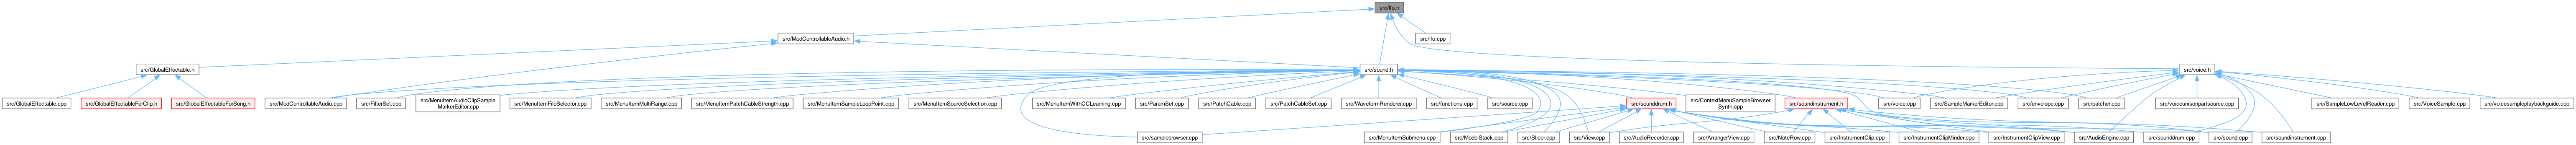 src/lfo.h
src/ModControllableAudio.h
src/lfo.cpp
src/GlobalEffectable.h
src/sound.h
src/voice.h
src/GlobalEffectable.cpp
src/GlobalEffectableForClip.h
src/GlobalEffectableForSong.h
src/ModControllableAudio.cpp
src/FilterSet.cpp
src/MenuItemAudioClipSample
MarkerEditor.cpp
src/MenuItemFileSelector.cpp
src/MenuItemMultiRange.cpp
src/MenuItemPatchCableStrength.cpp
src/MenuItemSampleLoopPoint.cpp
src/MenuItemSourceSelection.cpp
src/MenuItemWithCCLearning.cpp
src/ParamSet.cpp
src/PatchCable.cpp
src/PatchCableSet.cpp
src/WaveformRenderer.cpp
src/functions.cpp
src/source.cpp
src/sounddrum.h
src/ContextMenuSampleBrowser
Synth.cpp
src/soundinstrument.h
src/voice.cpp
src/SampleMarkerEditor.cpp
src/envelope.cpp
src/patcher.cpp
src/voiceunisonpartsource.cpp
src/SampleLowLevelReader.cpp
src/VoiceSample.cpp
src/voicesampleplaybackguide.cpp
src/samplebrowser.cpp
src/MenuItemSubmenu.cpp
src/ModelStack.cpp
src/Slicer.cpp
src/View.cpp
src/AudioRecorder.cpp
src/ArrangerView.cpp
src/NoteRow.cpp
src/InstrumentClip.cpp
src/InstrumentClipMinder.cpp
src/InstrumentClipView.cpp
src/AudioEngine.cpp
src/sounddrum.cpp
src/sound.cpp
src/soundinstrument.cpp